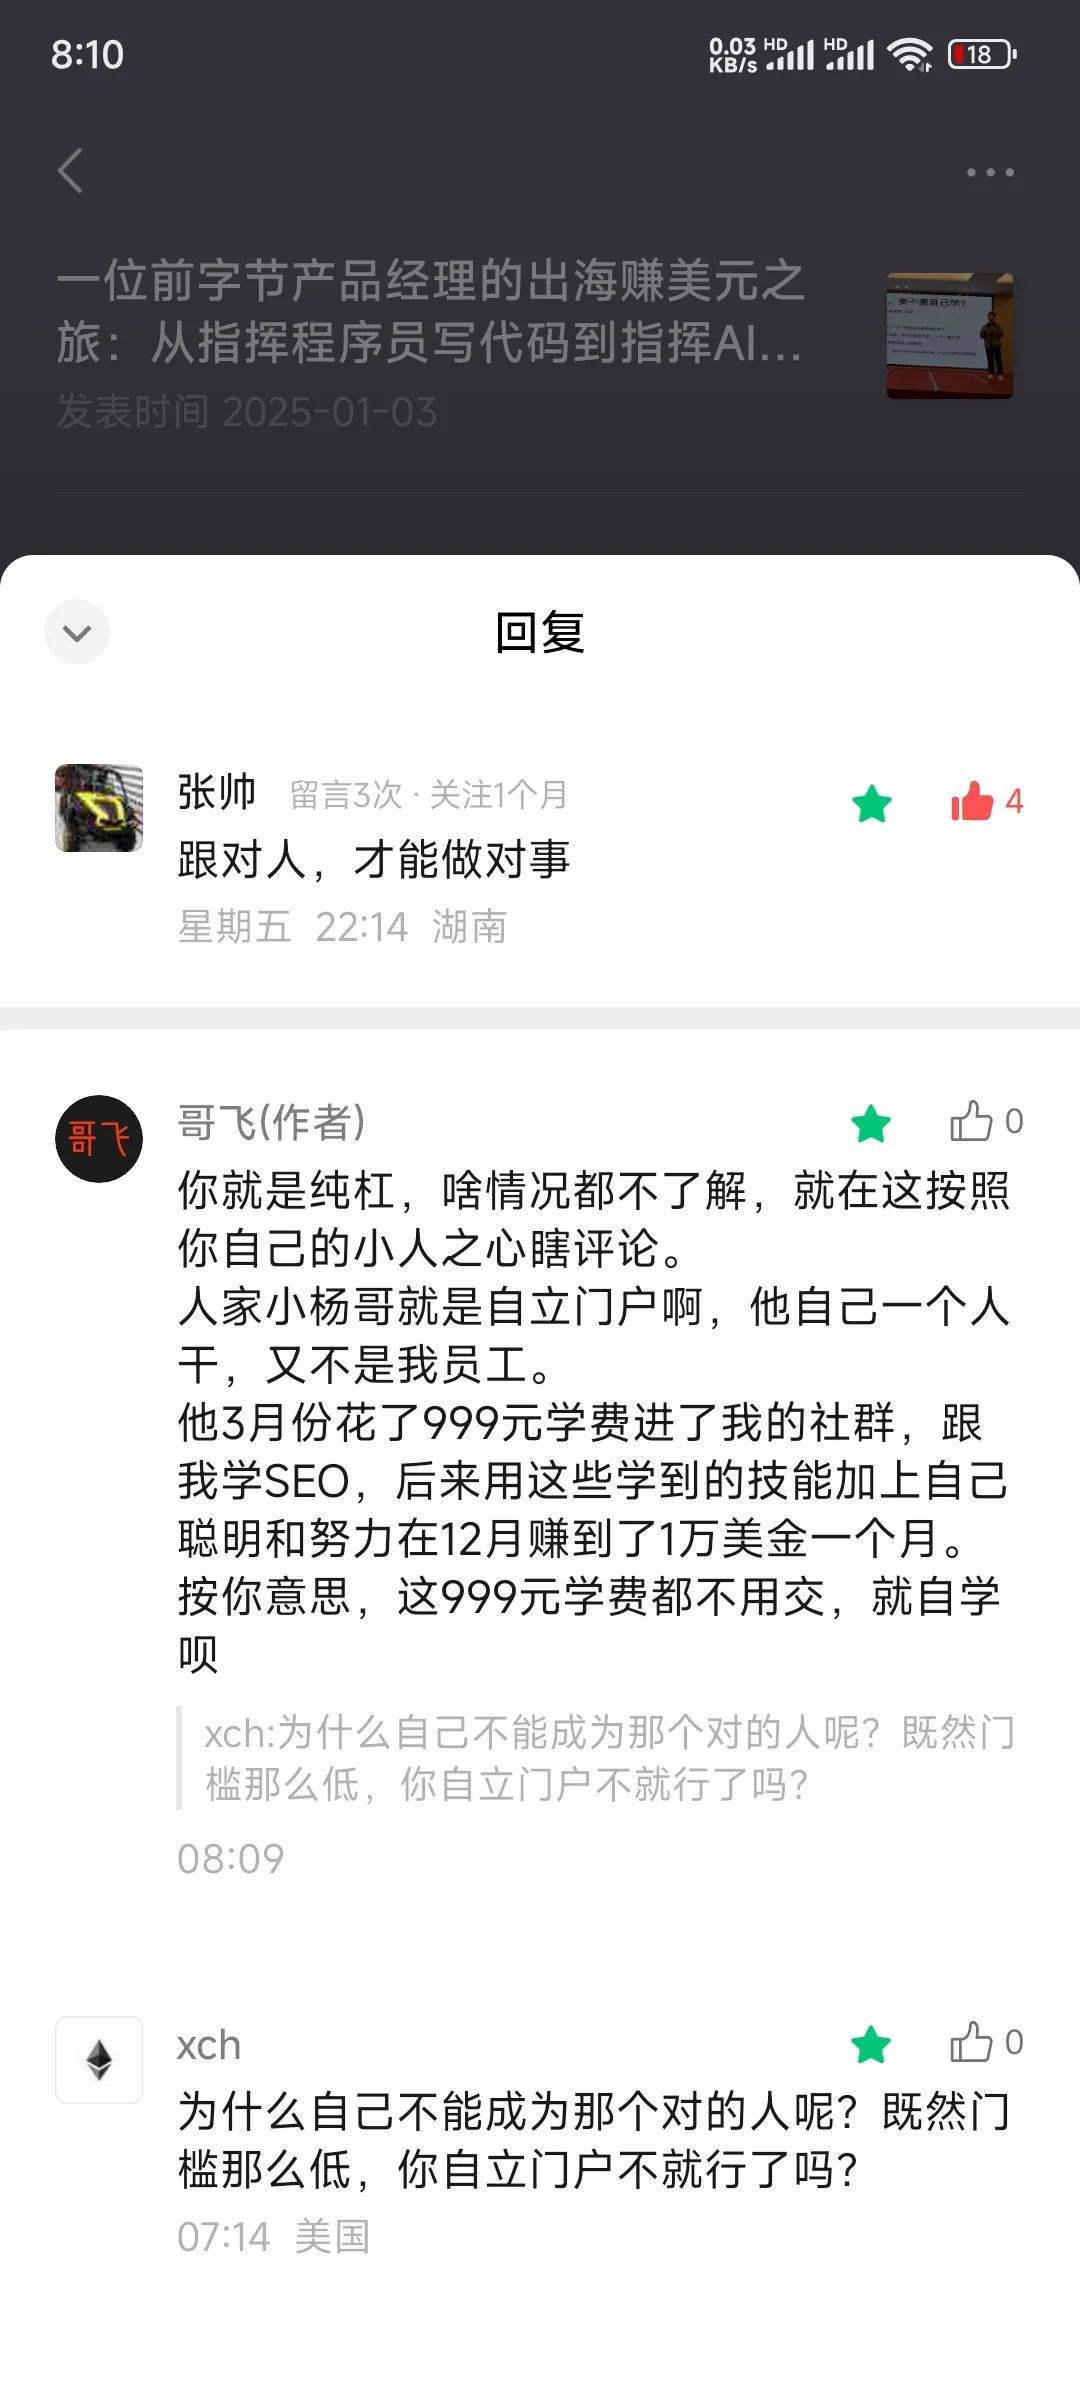 8:10
0.03 KB/s HD HD 18
一位前字节产品经理的出海赚美元之
旅：从指挥程序员写代码到指挥AI...
发表时间 2025-01-03
要不要自己学？
回复
张帅 留言3次 · 关注1个月 4
跟对人，才能做对事
星期五 22:14 湖南
哥飞
哥飞(作者) 0
你就是纯杠，啥情况都不了解，就在这按照
你自己的小人之心瞎评论。
人家小杨哥就是自立门户啊，他自己一个人
干，又不是我员工。
他3月份花了999元学费进了我的社群，跟
我学SEO，后来用这些学到的技能加上自己
聪明和努力在12月赚到了1万美金一个月。
按你意思，这999元学费都不用交，就自学
呗
xch:为什么自己不能成为那个对的人呢？既然门
槛那么低，你自立门户不就行了吗？
08:09
xch 0
为什么自己不能成为那个对的人呢？既然门
槛那么低，你自立门户不就行了吗？
07:14 美国